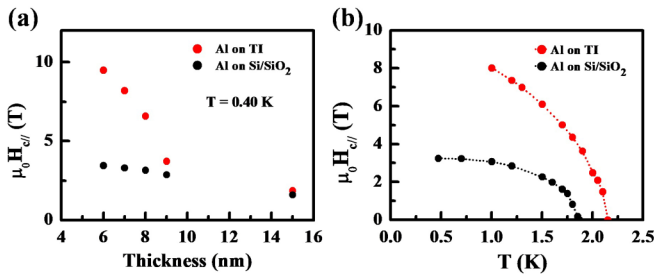 (a)
Al on TI
Al on Si/SiO₂
T = 0.40 K
μ₀H_c// (T)
10
5
0
4 6 8 10 12 14 16
Thickness (nm)
(b)
Al on TI
Al on Si/SiO₂
μ₀H_c// (T)
10
8
6
4
2
0
0.0 0.5 1.0 1.5 2.0 2.5
T (K)